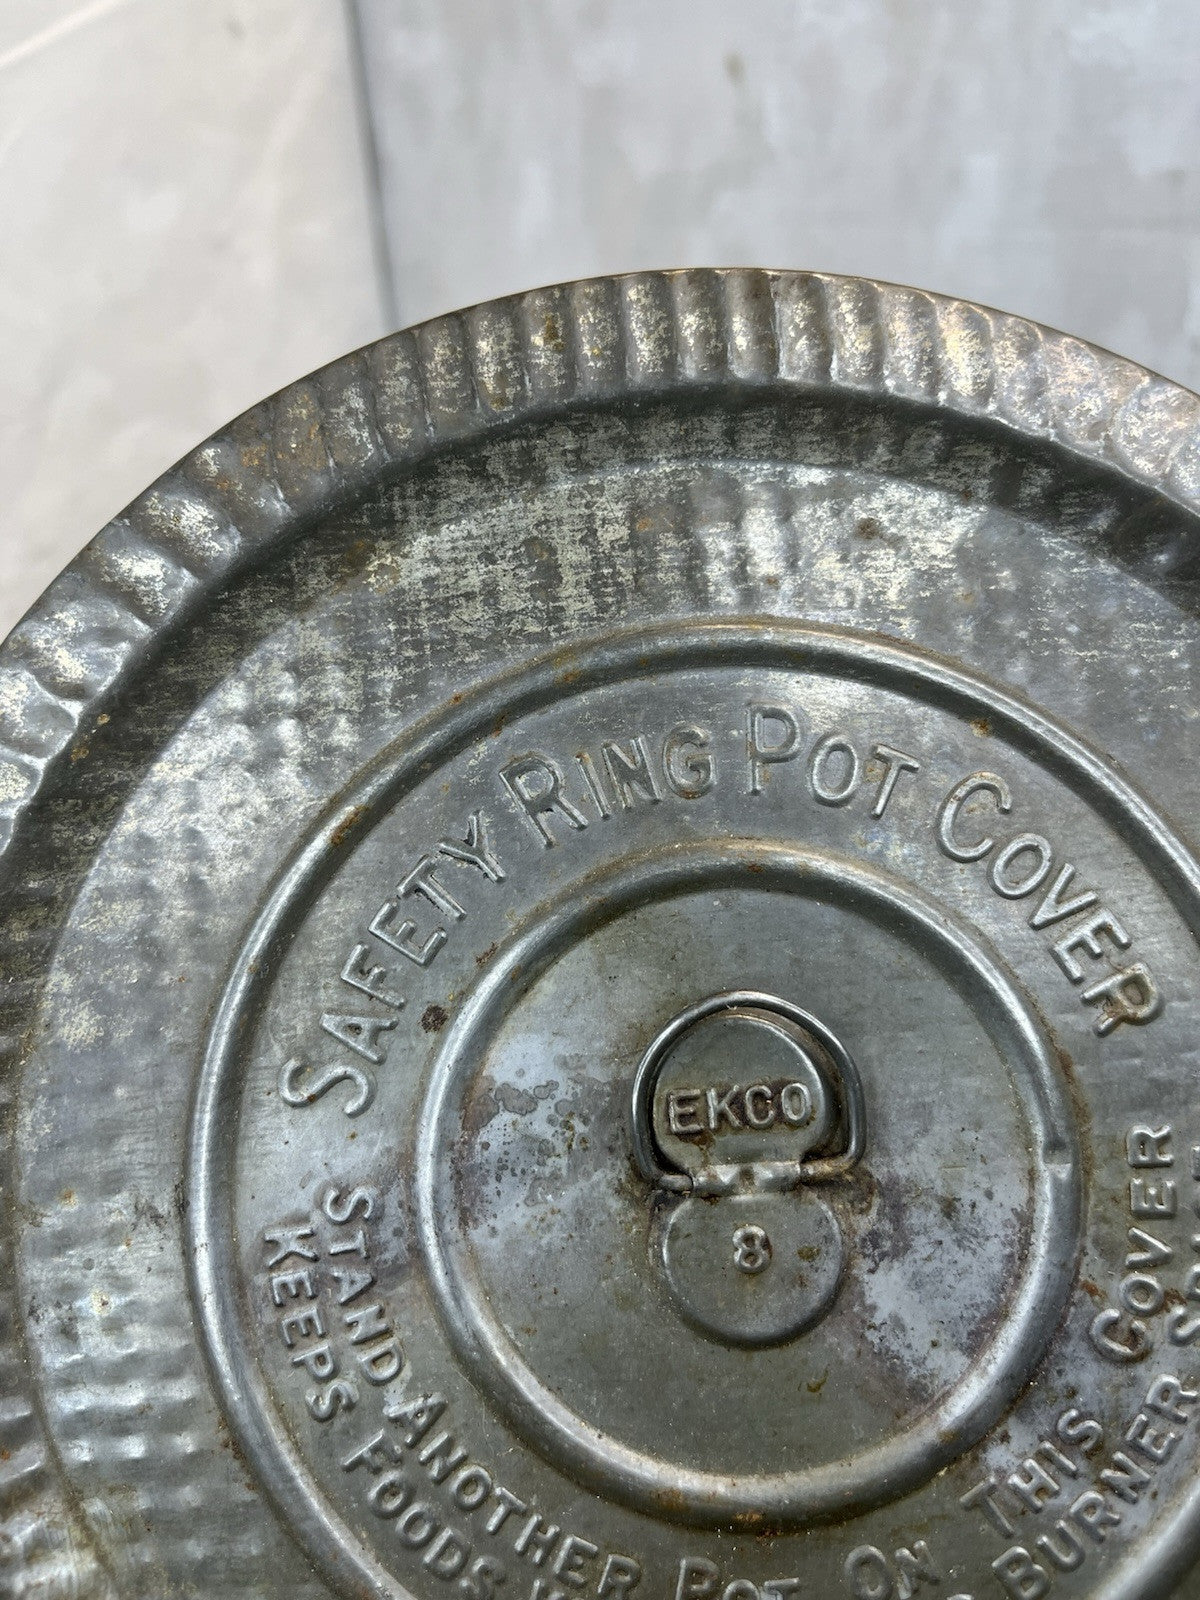 SAFETY RING POT COVER
EKCO
8
STAND ANOTHER POT ON THIS COVER
KEEPS FOODS BURNER